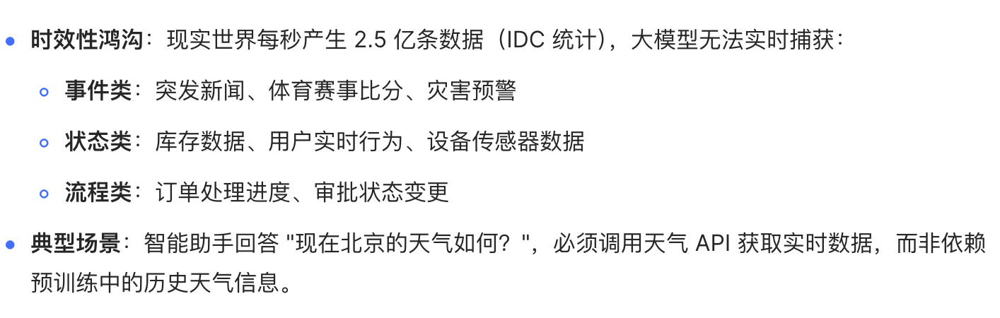 时效性鸿沟：现实世界每秒产生 2.5 亿条数据（IDC 统计），大模型无法实时捕获：
事件类：突发新闻、体育赛事比分、灾害预警
状态类：库存数据、用户实时行为、设备传感器数据
流程类：订单处理进度、审批状态变更
典型场景：智能助手回答 "现在北京的天气如何？"，必须调用天气 API 获取实时数据，而非依赖
预训练中的历史天气信息。